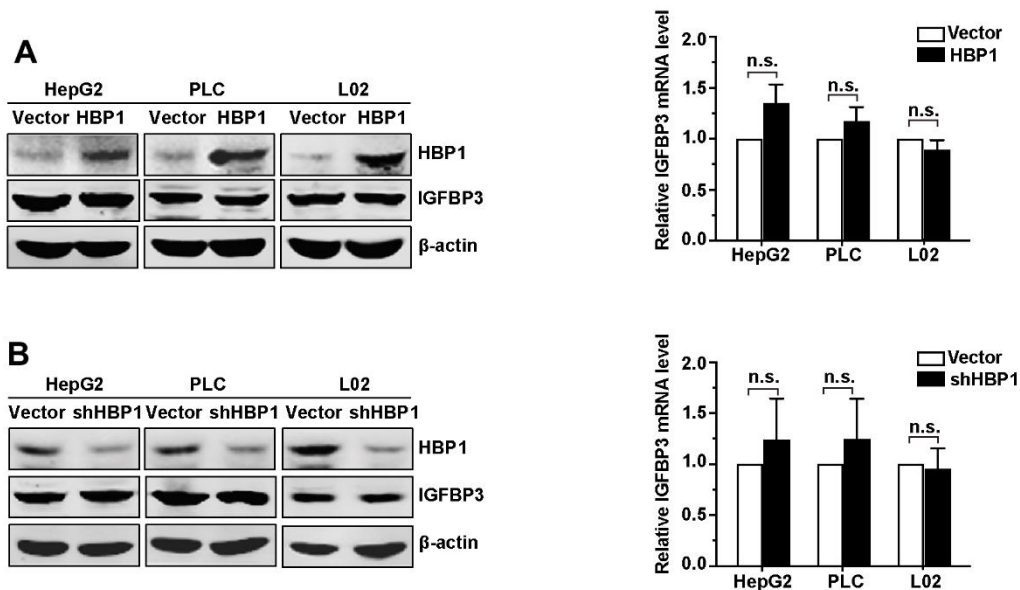 A
HepG2 PLC L02
Vector HBP1 Vector HBP1 Vector HBP1
HBP1
IGFBP3
β-actin
Relative IGFBP3 mRNA level
2.0
1.5
1.0
0.5
0.0
Vector
HBP1
n.s. n.s. n.s.
HepG2 PLC L02
B
HepG2 PLC L02
Vector shHBP1 Vector shHBP1 Vector shHBP1
HBP1
IGFBP3
β-actin
Relative IGFBP3 mRNA level
2.0
1.5
1.0
0.5
0.0
Vector
shHBP1
n.s. n.s. n.s.
HepG2 PLC L02